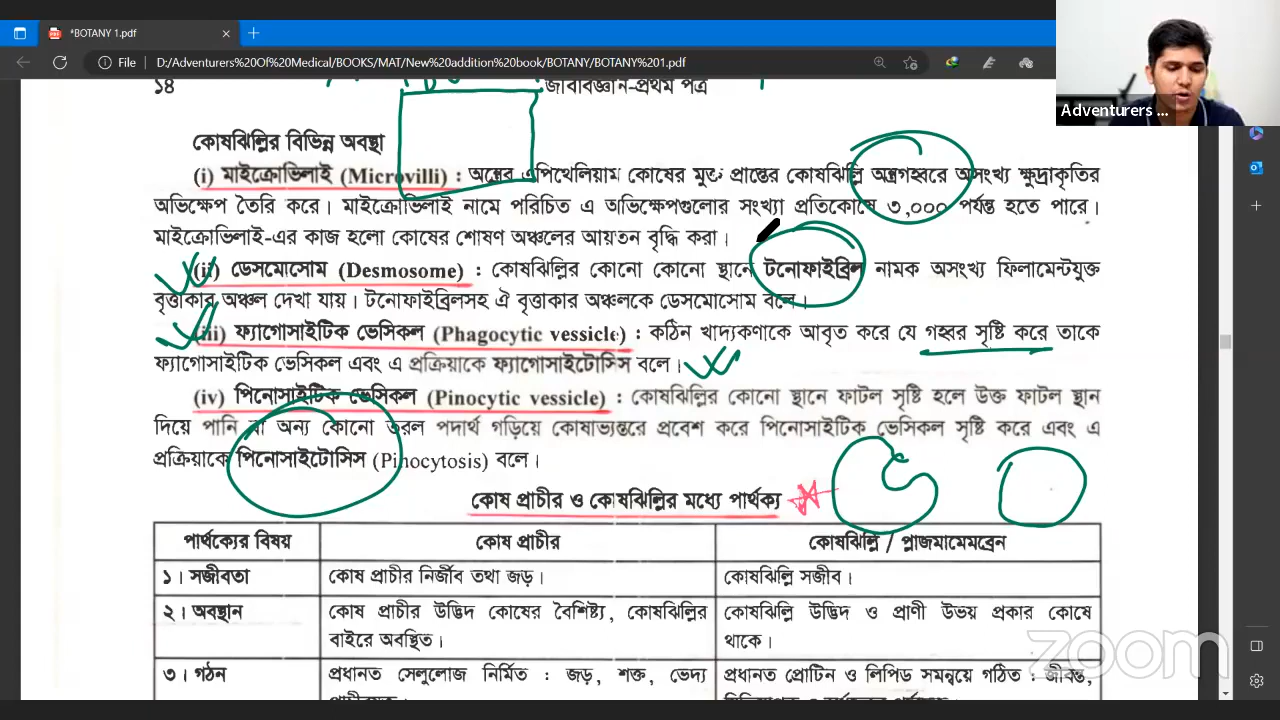 *BOTANY 1.pdf
File D:/Adventurers%20Of%20Medical/BOOKS/MAT/New%20addition%20book/BOTANY/BOTANY%201.pdf
Adventurers ...
১৪ জীববিজ্ঞান-প্রথম পত্র
কোষঝিল্লির বিভিন্ন অবস্থা
(i) মাইক্রোভিলাই (Microvilli) : অন্ত্রের এপিথেলিয়াম কোষের মুক্ত প্রান্তের কোষঝিল্লি অন্ত্রগহ্বরে অসংখ্য ক্ষুদ্রাকৃতির
অভিক্ষেপ তৈরি করে। মাইক্রোভিলাই নামে পরিচিত এ অভিক্ষেপগুলোর সংখ্যা প্রতিকোষে ৩,০০০ পর্যন্ত হতে পারে।
মাইক্রোভিলাই-এর কাজ হলো কোষের শোষণ অঞ্চলের আয়তন বৃদ্ধি করা।
(ii) ডেসমোসোম (Desmosome) : কোষঝিল্লির কোনো কোনো স্থানে টনোফাইব্রিল নামক অসংখ্য ফিলামেন্টযুক্ত
বৃত্তাকার অঞ্চল দেখা যায়। টনোফাইব্রিলসহ ঐ বৃত্তাকার অঞ্চলকে ডেসমোসোম বলে।
(iii) ফ্যাগোসাইটিক ভেসিকল (Phagocytic vessicle) : কঠিন খাদ্যকণাকে আবৃত করে যে গহ্বর সৃষ্টি করে তাকে
ফ্যাগোসাইটিক ভেসিকল এবং এ প্রক্রিয়াকে ফ্যাগোসাইটোসিস বলে।
(iv) পিনোসাইটিক ভেসিকল (Pinocytic vessicle) : কোষঝিল্লির কোনো স্থানে ফাটল সৃষ্টি হলে উক্ত ফাটল স্থান
দিয়ে পানি বা অন্য কোনো তরল পদার্থ গড়িয়ে কোষাভ্যন্তরে প্রবেশ করে পিনোসাইটিক ভেসিকল সৃষ্টি করে এবং এ
প্রক্রিয়াকে পিনোসাইটোসিস (Pinocytosis) বলে।
কোষ প্রাচীর ও কোষঝিল্লির মধ্যে পার্থক্য
পার্থক্যের বিষয় কোষ প্রাচীর কোষঝিল্লি / প্লাজমামেমব্রেন
১। সজীবতা কোষ প্রাচীর নির্জীব তথা জড়। কোষঝিল্লি সজীব।
২। অবস্থান কোষ প্রাচীর উদ্ভিদ কোষের বৈশিষ্ট্য, কোষঝিল্লির কোষঝিল্লি উদ্ভিদ ও প্রাণী উভয় প্রকার কোষে
বাইরে অবস্থিত। থাকে।
৩। গঠন প্রধানত সেলুলোজ নির্মিত : জড়, শক্ত, ভেদ্য প্রধানত প্রোটিন ও লিপিড সমন্বয়ে গঠিত : জীবন্ত,
zoom